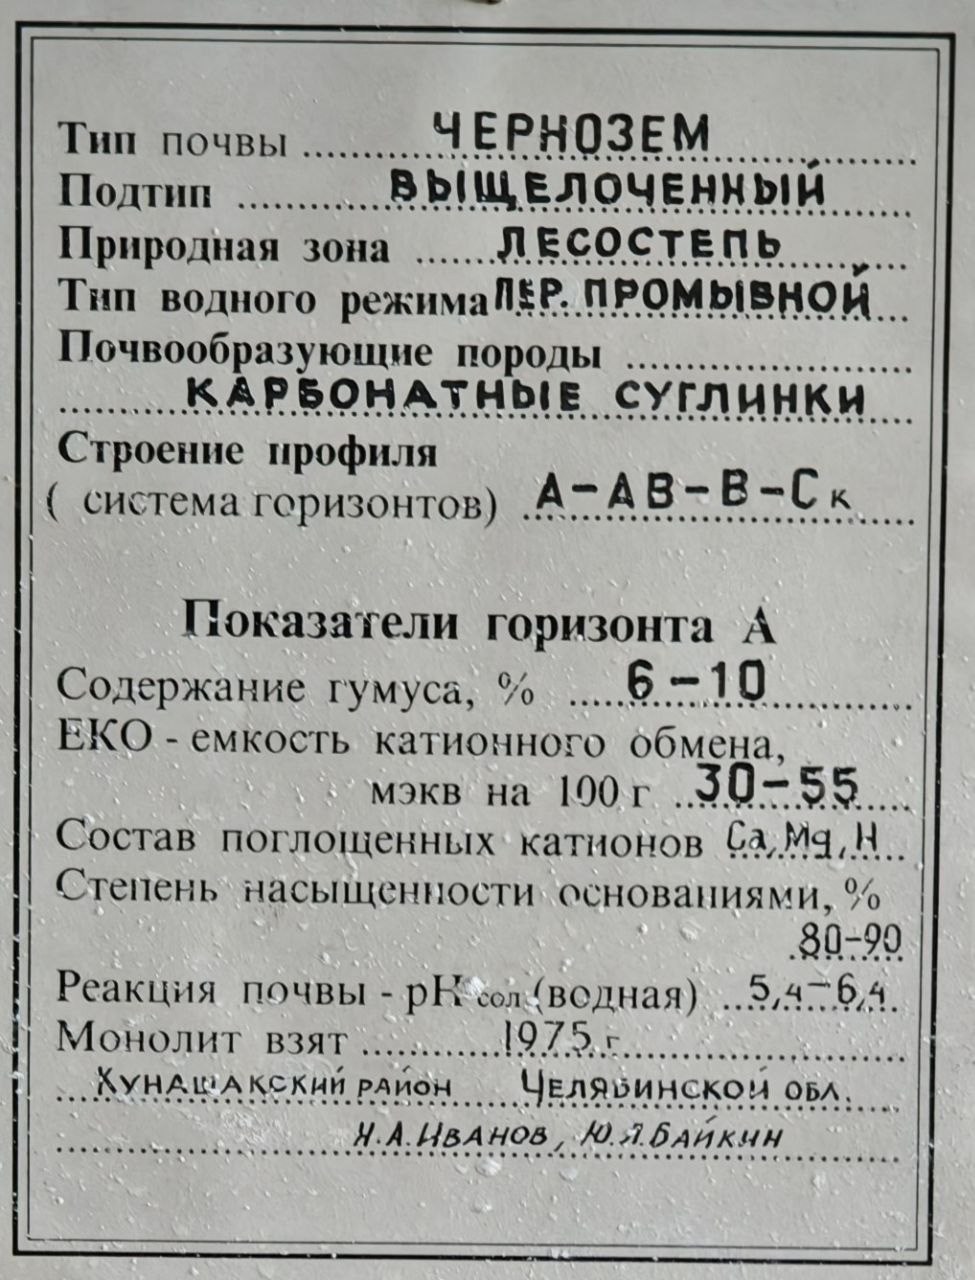 Тип почвы ..... ЧЕРНОЗЕМ
Подтип ..... ВЫЩЕЛОЧЕННЫЙ
Природная зона ..... ЛЕСОСТЕПЬ
Тип водного режима ПЕР. ПРОМЫВНОЙ
Почвообразующие породы .....
КАРБОНАТНЫЕ СУГЛИНКИ
Строение профиля
( система горизонтов) А-АВ-В-Ск
Показатели горизонта А
Содержание гумуса, % ..... 6-10
ЕКО - емкость катионного обмена,
мэкв на 100 г ..... 30-55
Состав поглощенных катионов Ca, Mg, H
Степень насыщенности основаниями, %
80-90
Реакция почвы - pH сол (водная) ..... 5,4-6,4
Монолит взят ..... 1975 г
КУНАШАКСКИЙ РАЙОН ЧЕЛЯБИНСКОЙ ОБЛ.
Н.А.ИВАНОВ, Ю.Я.БАЙКИН